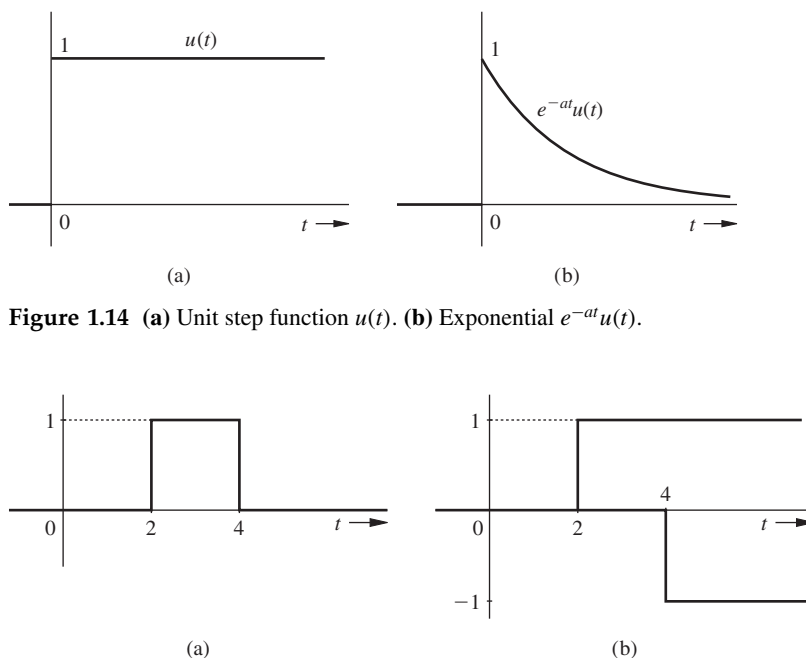 1
u(t)
0
t
(a)
1
e^{−at}u(t)
0
t
(b)
Figure 1.14 (a) Unit step function u(t). (b) Exponential e^{−at}u(t).
1
0
2
4
t
(a)
1
4
0
2
t
−1
(b)